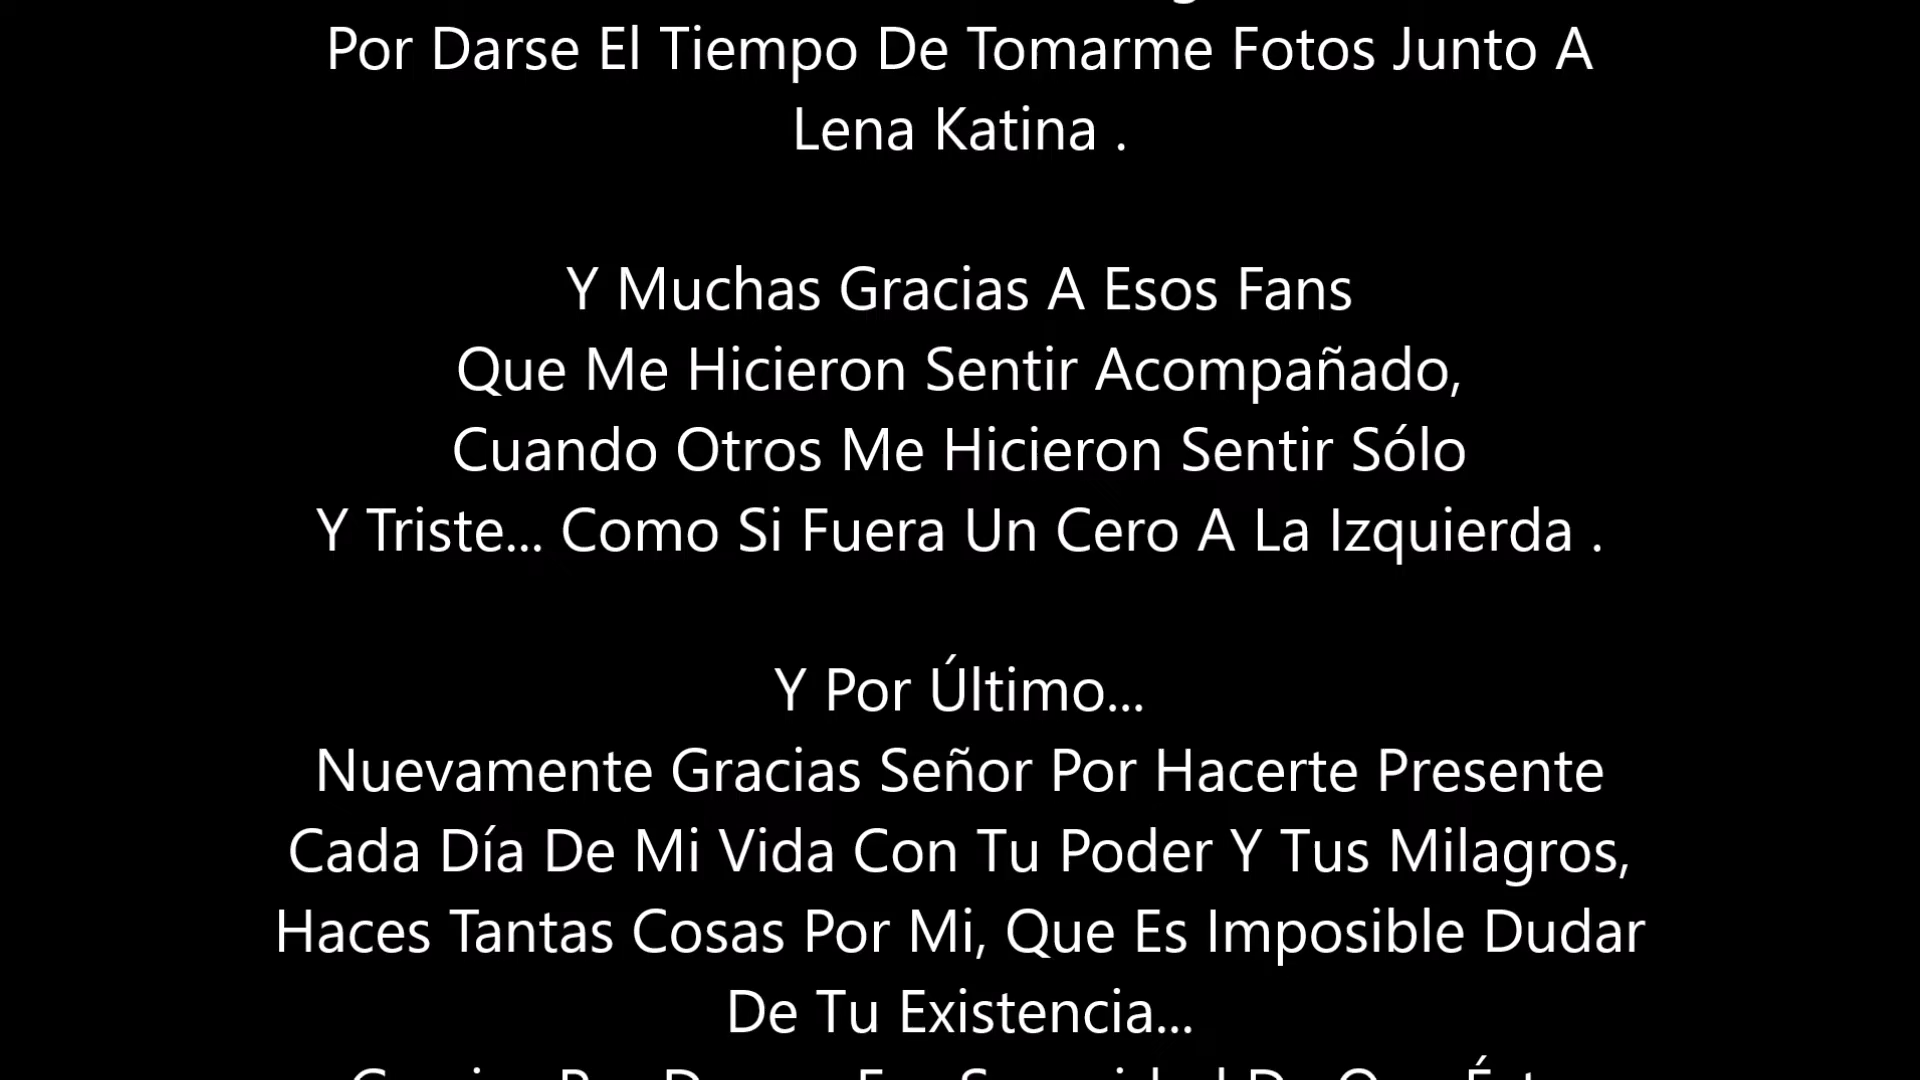 Por Darse El Tiempo De Tomarme Fotos Junto A
Lena Katina .
Y Muchas Gracias A Esos Fans
Que Me Hicieron Sentir Acompañado,
Cuando Otros Me Hicieron Sentir Sólo
Y Triste... Como Si Fuera Un Cero A La Izquierda .
Y Por Último...
Nuevamente Gracias Señor Por Hacerte Presente
Cada Día De Mi Vida Con Tu Poder Y Tus Milagros,
Haces Tantas Cosas Por Mi, Que Es Imposible Dudar
De Tu Existencia...